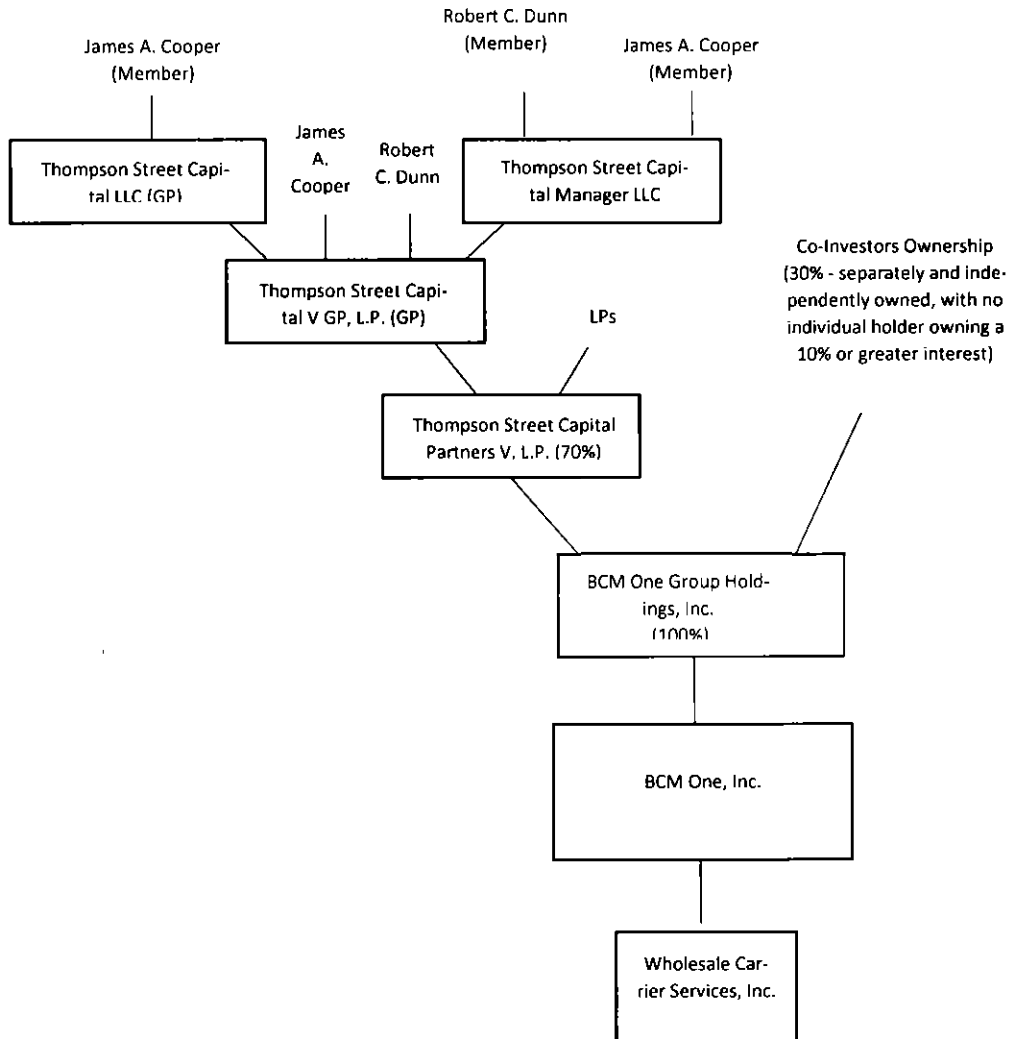 Robert C. Dunn
(Member)
James A. Cooper
(Member)
James A. Cooper
(Member)
James
A.
Cooper
Robert
C. Dunn
Thompson Street Capi-
tal LLC (GP)
Thompson Street Capi-
tal Manager LLC
Co-Investors Ownership
(30% - separately and inde-
pendently owned, with no
individual holder owning a
10% or greater interest)
Thompson Street Capi-
tal V GP, L.P. (GP)
LPs
Thompson Street Capital
Partners V, L.P. (70%)
BCM One Group Hold-
ings, Inc.
(100%)
BCM One, Inc.
Wholesale Car-
rier Services, Inc.